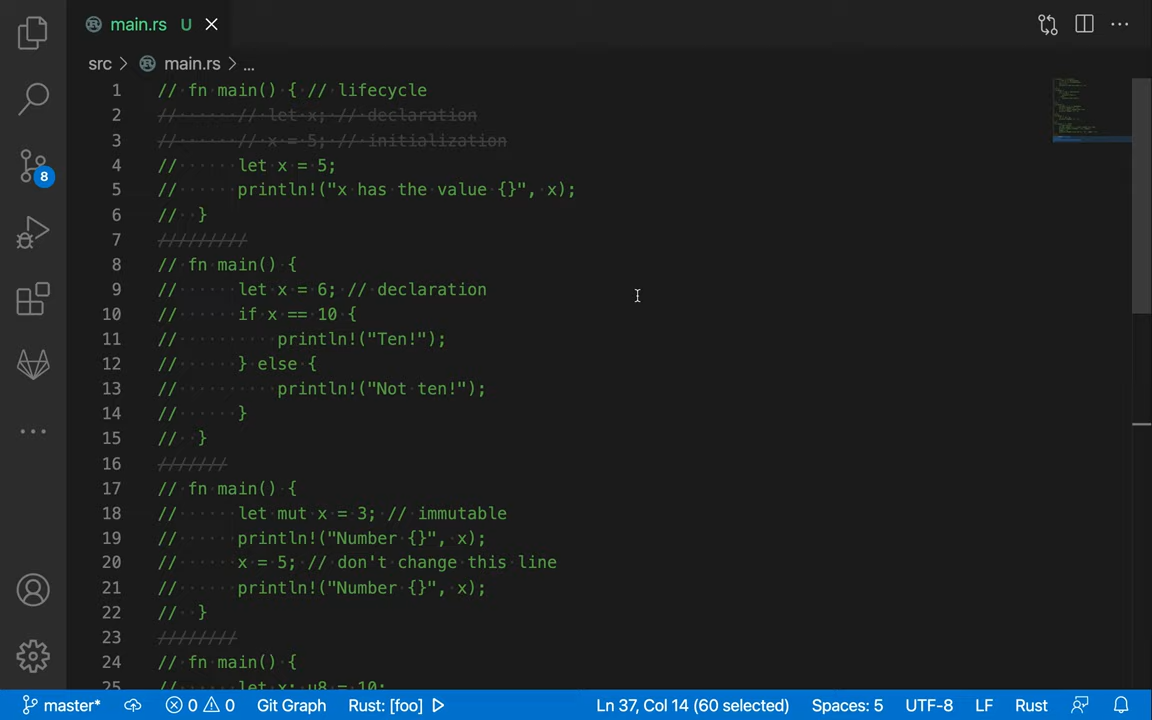 main.rs U
src > main.rs > ...
1 // fn main() { // lifecycle
2 // // let x; // declaration
3 // // x = 5; // initialization
4 // let x = 5;
5 // println!("x has the value {}", x);
6 // }
7 /////////
8 // fn main() {
9 // let x = 6; // declaration
10 // if x == 10 {
11 // println!("Ten!");
12 // } else {
13 // println!("Not ten!");
14 // }
15 // }
16 ///////
17 // fn main() {
18 // let mut x = 3; // immutable
19 // println!("Number {}", x);
20 // x = 5; // don't change this line
21 // println!("Number {}", x);
22 // }
23 ////////
24 // fn main() {
25 // let x: u8 = 10;
8
master* 0 0 Git Graph Rust: [foo] Ln 37, Col 14 (60 selected) Spaces: 5 UTF-8 LF Rust